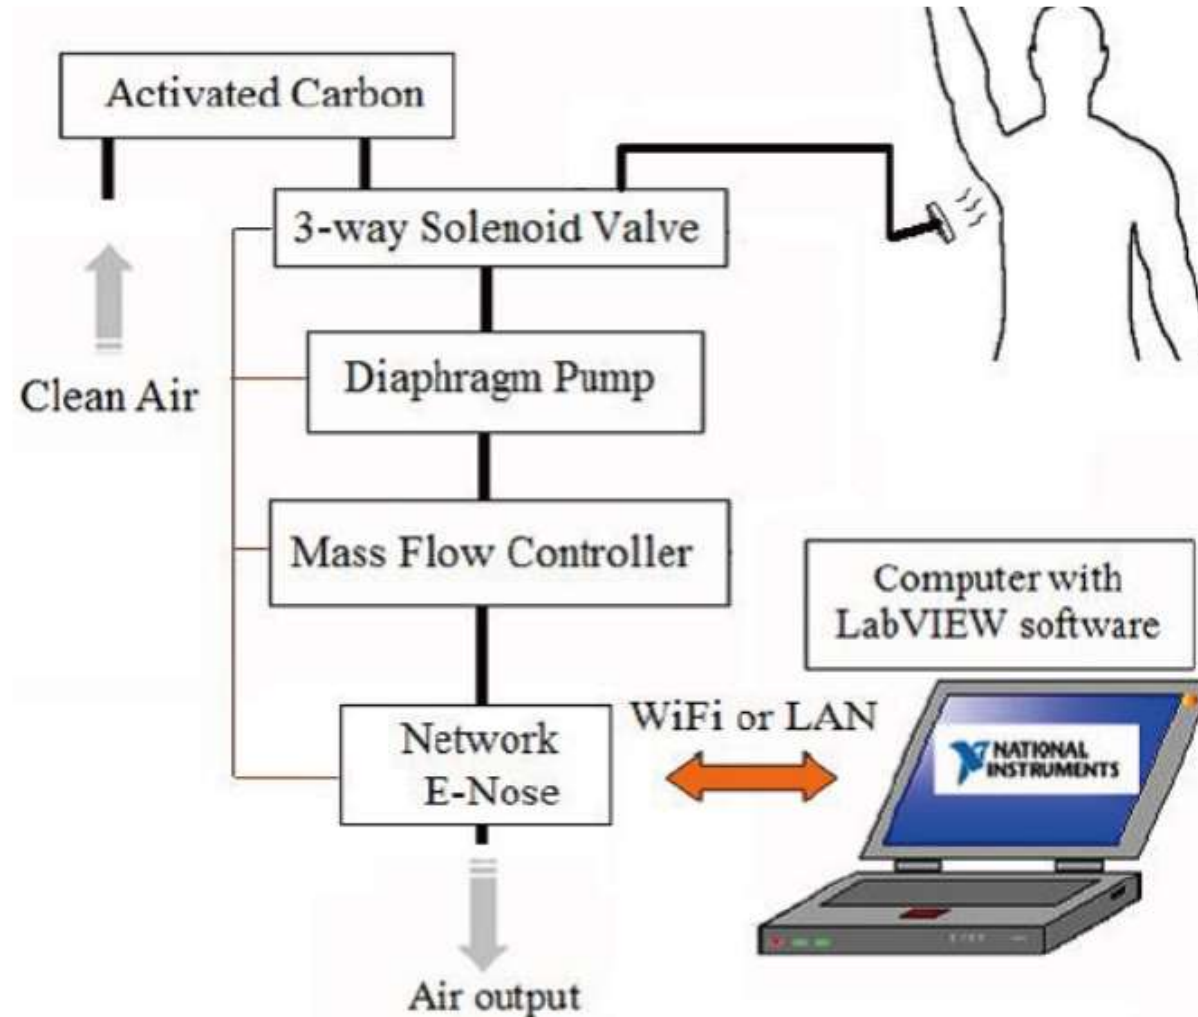 Activated Carbon
3-way Solenoid Valve
Diaphragm Pump
Clean Air
Mass Flow Controller
Computer with
LabVIEW software
Network
E-Nose
WiFi or LAN
NATIONAL
INSTRUMENTS
Air output